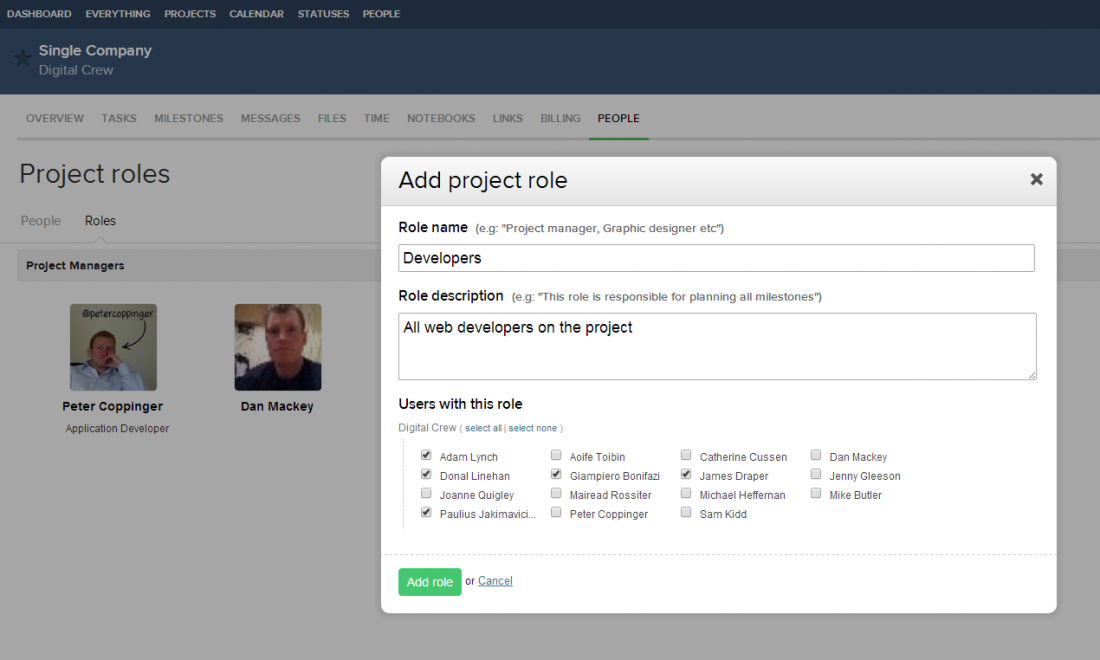 DASHBOARD EVERYTHING PROJECTS CALENDAR STATUSES PEOPLE
Single Company
Digital Crew
OVERVIEW TASKS MILESTONES MESSAGES FILES TIME NOTEBOOKS LINKS BILLING PEOPLE
Project roles
People Roles
Project Managers
@petercoppinger
Peter Coppinger
Application Developer
Dan Mackey
Add project role
Role name (e.g: "Project manager, Graphic designer etc")
Developers
Role description (e.g: "This role is responsible for planning all milestones")
All web developers on the project
Users with this role
Digital Crew ( select all | select none )
Adam Lynch Aoife Toibin Catherine Cussen Dan Mackey
Donal Linehan Giampiero Bonifazi James Draper Jenny Gleeson
Joanne Quigley Mairead Rossiter Michael Heffernan Mike Butler
Paulius Jakimavici... Peter Coppinger Sam Kidd
Add role or Cancel